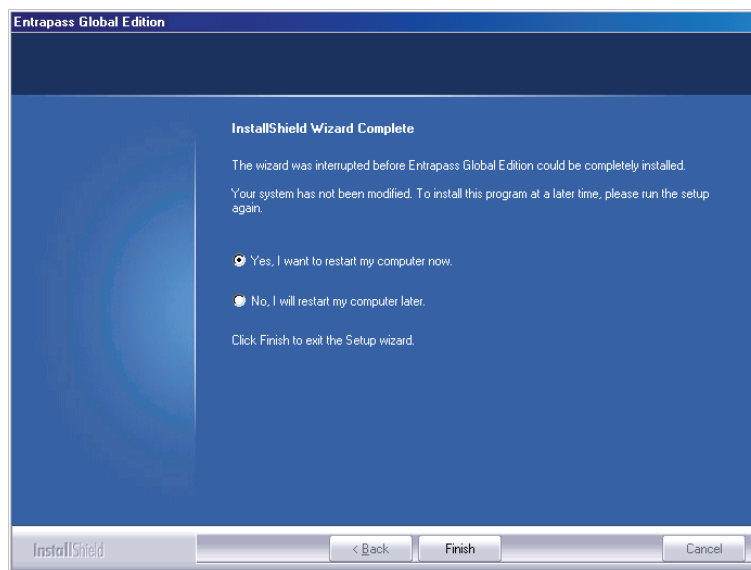 Entrapass Global Edition
InstallShield Wizard Complete
The wizard was interrupted before Entrapass Global Edition could be completely installed.
Your system has not been modified. To install this program at a later time, please run the setup
again.
Yes, I want to restart my computer now.
No, I will restart my computer later.
Click Finish to exit the Setup wizard.
InstallShield
< Back
Finish
Cancel